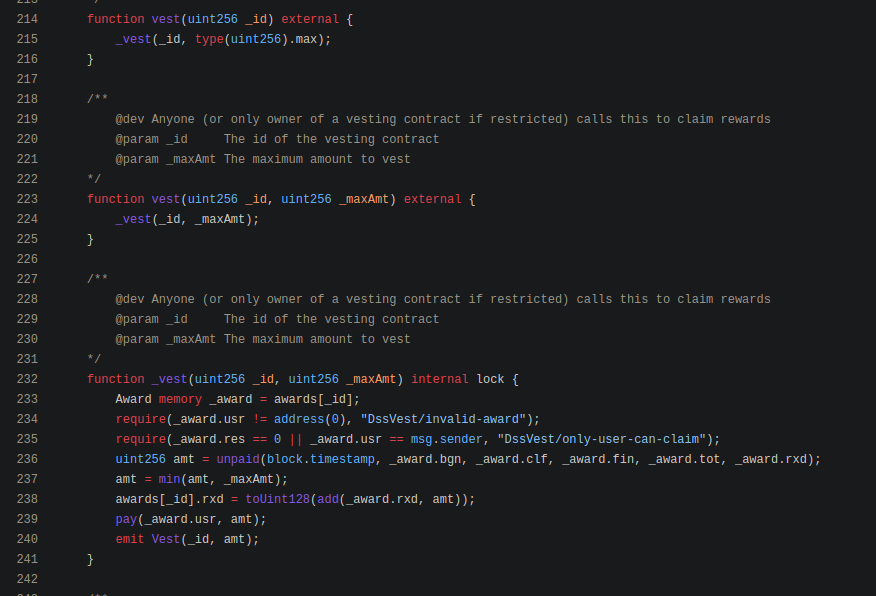 214 function vest(uint256 _id) external {
215 _vest(_id, type(uint256).max);
216 }
217
218 /**
219 @dev Anyone (or only owner of a vesting contract if restricted) calls this to claim rewards
220 @param _id     The id of the vesting contract
221 @param _maxAmt The maximum amount to vest
222 */
223 function vest(uint256 _id, uint256 _maxAmt) external {
224 _vest(_id, _maxAmt);
225 }
226
227 /**
228 @dev Anyone (or only owner of a vesting contract if restricted) calls this to claim rewards
229 @param _id     The id of the vesting contract
230 @param _maxAmt The maximum amount to vest
231 */
232 function _vest(uint256 _id, uint256 _maxAmt) internal lock {
233 Award memory _award = awards[_id];
234 require(_award.usr != address(0), "DssVest/invalid-award");
235 require(_award.res == 0 || _award.usr == msg.sender, "DssVest/only-user-can-claim");
236 uint256 amt = unpaid(block.timestamp, _award.bgn, _award.clf, _award.fin, _award.tot, _award.rxd);
237 amt = min(amt, _maxAmt);
238 awards[_id].rxd = toUint128(add(_award.rxd, amt));
239 pay(_award.usr, amt);
240 emit Vest(_id, amt);
241 }
242